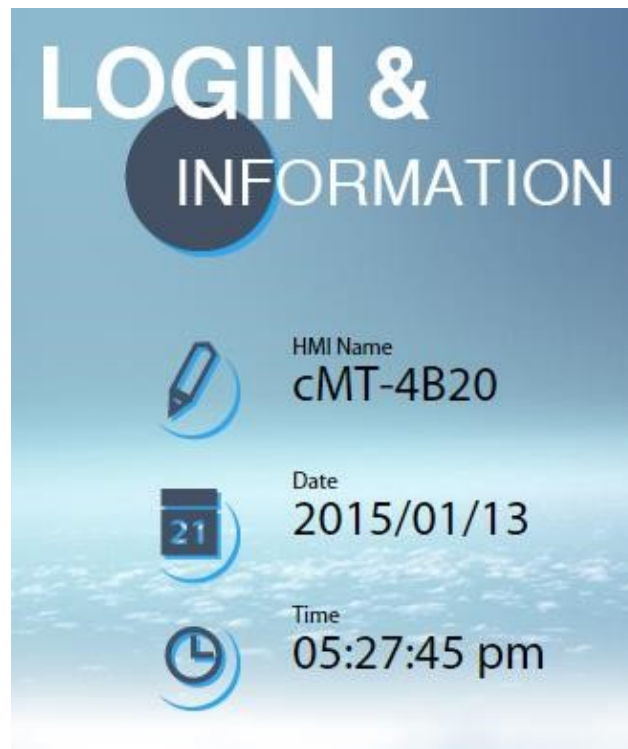 LOGIN &
INFORMATION
HMI Name
cMT-4B20
Date
21
2015/01/13
Time
05:27:45 pm